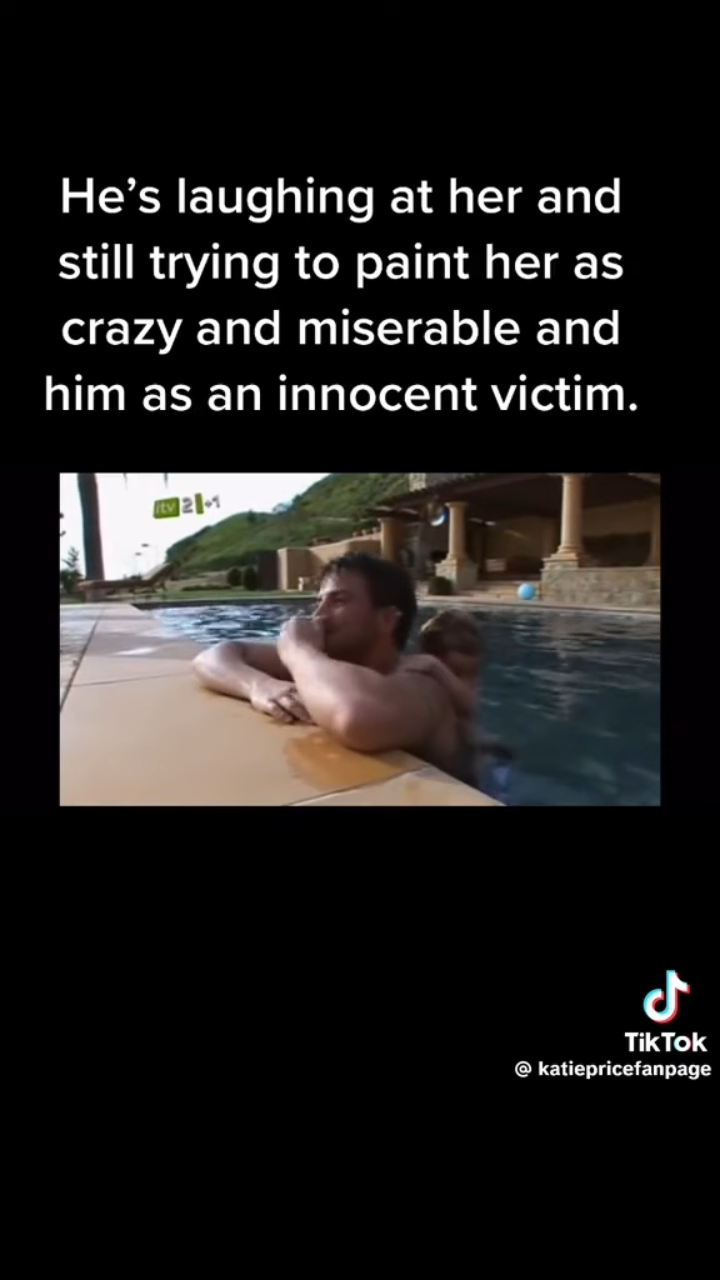 He’s laughing at her and
still trying to paint her as
crazy and miserable and
him as an innocent victim.
itv 2 +1
TikTok
@ katiepricefanpage